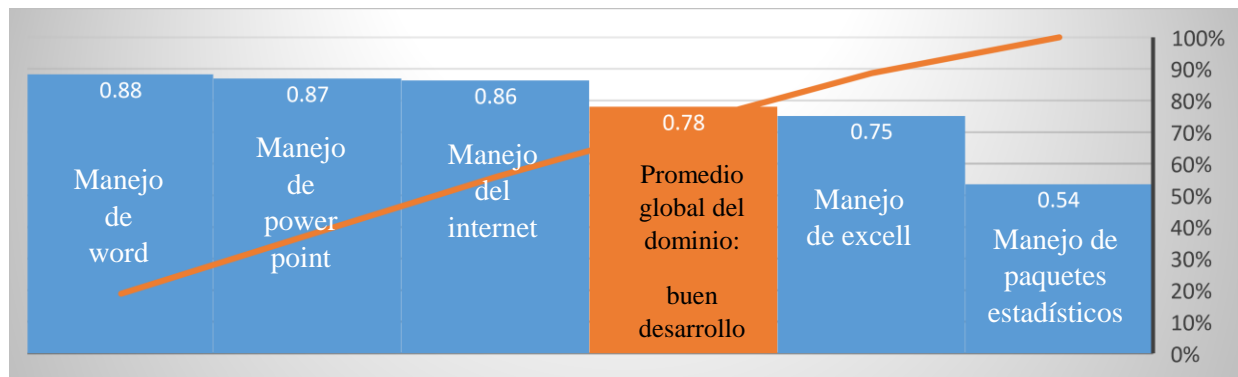 0.88
Manejo
de
word
0.87
Manejo
de
power
point
0.86
Manejo
del
internet
0.78
Promedio
global del
dominio:
buen
desarrollo
0.75
Manejo
de excell
0.54
Manejo de
paquetes
estadísticos
100%
90%
80%
70%
60%
50%
40%
30%
20%
10%
0%